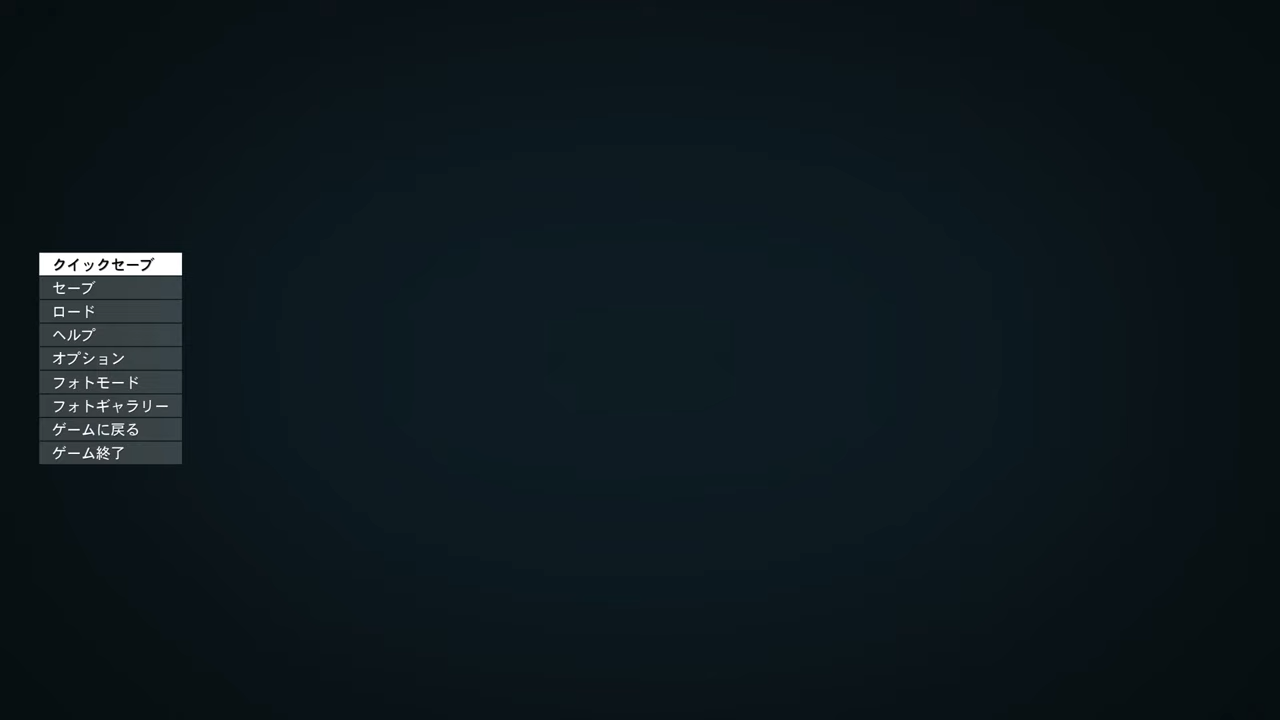 クイックセーブ
セーブ
ロード
ヘルプ
オプション
フォトモード
フォトギャラリー
ゲームに戻る
ゲーム終了